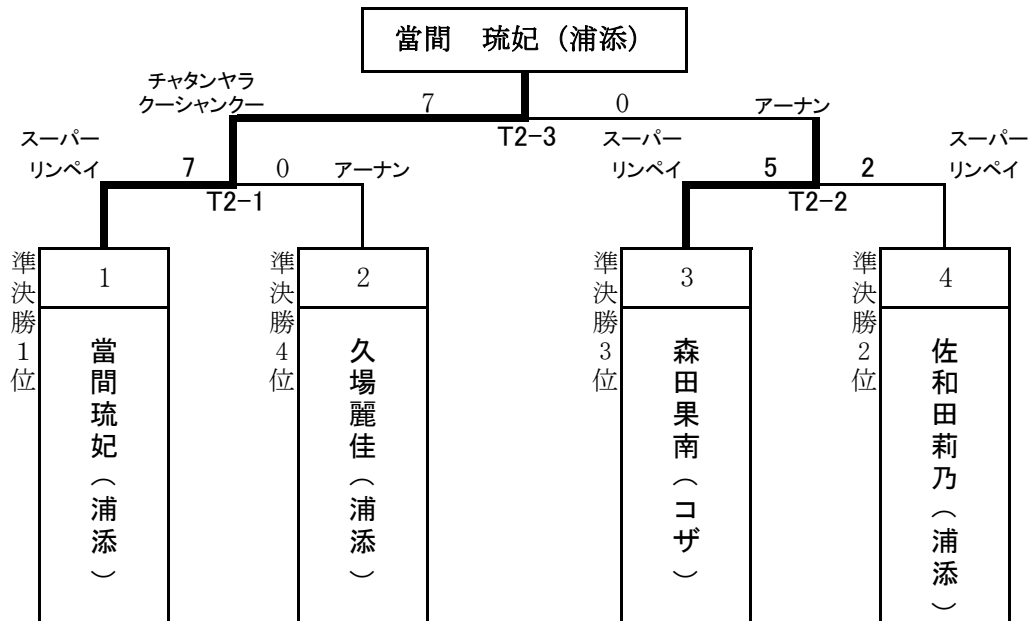 當間　琉妃（浦添）
チャタンヤラ
クーシャンクー
7
0
アーナン
T2-3
スーパー
リンペイ
7
0
アーナン
T2-1
スーパー
リンペイ
5
2
スーパー
リンペイ
T2-2
準決勝1位
1
當間琉妃（浦添）
準決勝4位
2
久場麗佳（浦添）
準決勝3位
3
森田果南（コザ）
準決勝2位
4
佐和田莉乃（浦添）